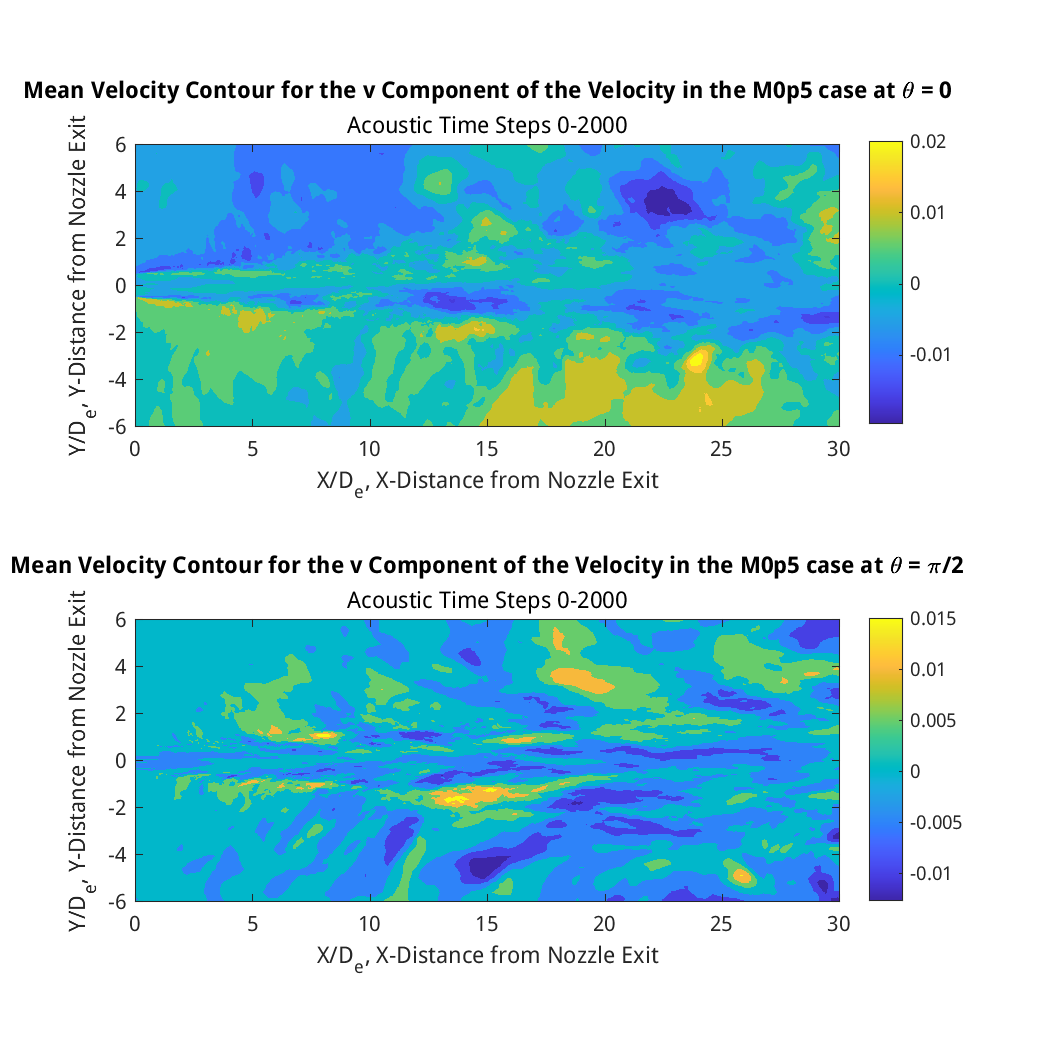 Mean Velocity Contour for the v Component of the Velocity in the M0p5 case at θ = 0
Acoustic Time Steps 0-2000
Y/D_e, Y-Distance from Nozzle Exit
6
4
2
0
-2
-4
-6
0 5 10 15 20 25 30
X/D_e, X-Distance from Nozzle Exit
0.02
0.01
0
-0.01
Mean Velocity Contour for the v Component of the Velocity in the M0p5 case at θ = π/2
Acoustic Time Steps 0-2000
Y/D_e, Y-Distance from Nozzle Exit
6
4
2
0
-2
-4
-6
0 5 10 15 20 25 30
X/D_e, X-Distance from Nozzle Exit
0.015
0.01
0.005
0
-0.005
-0.01